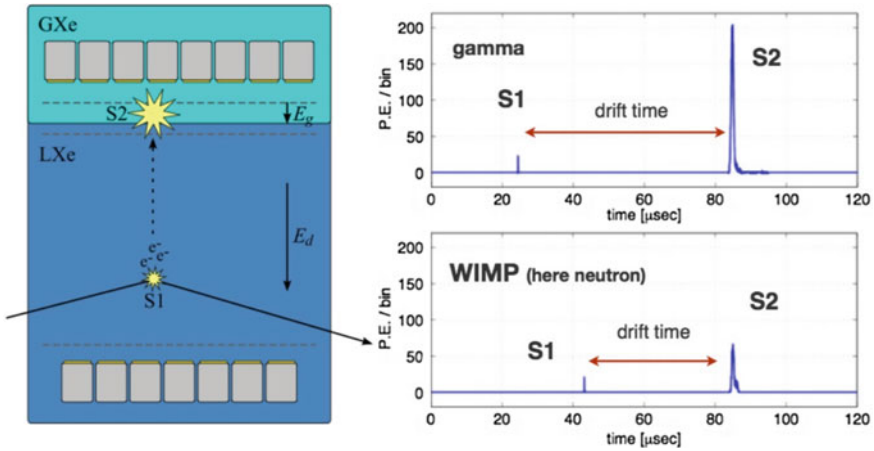 GXe
S2
E_g
LXe
E_d
e⁻
e⁻ e⁻
S1
200
150
100
50
0
P.E. / bin
gamma
S1
S2
drift time
0 20 40 60 80 100 120
time [μsec]
200
150
100
50
0
P.E. / bin
WIMP (here neutron)
S1
S2
drift time
0 20 40 60 80 100 120
time [μsec]